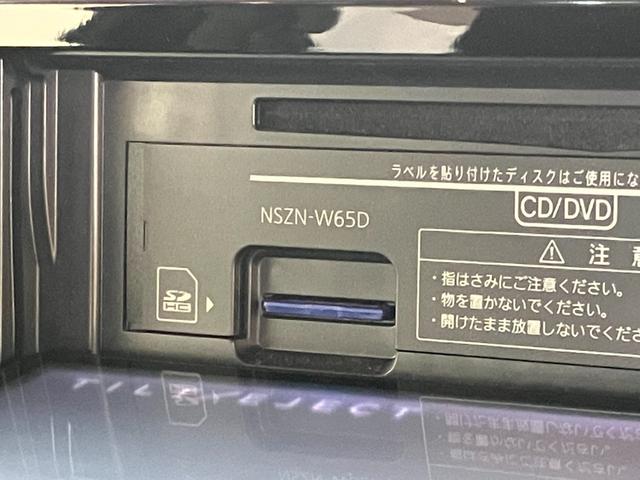 ラベルを貼り付けたディスクはご使用にな
CD/DVD
NSZN-W65D
注 意
・指はさみにご注意ください。
・物を置かないでください。
・開けたまま放置しないでくださ
SD
HC